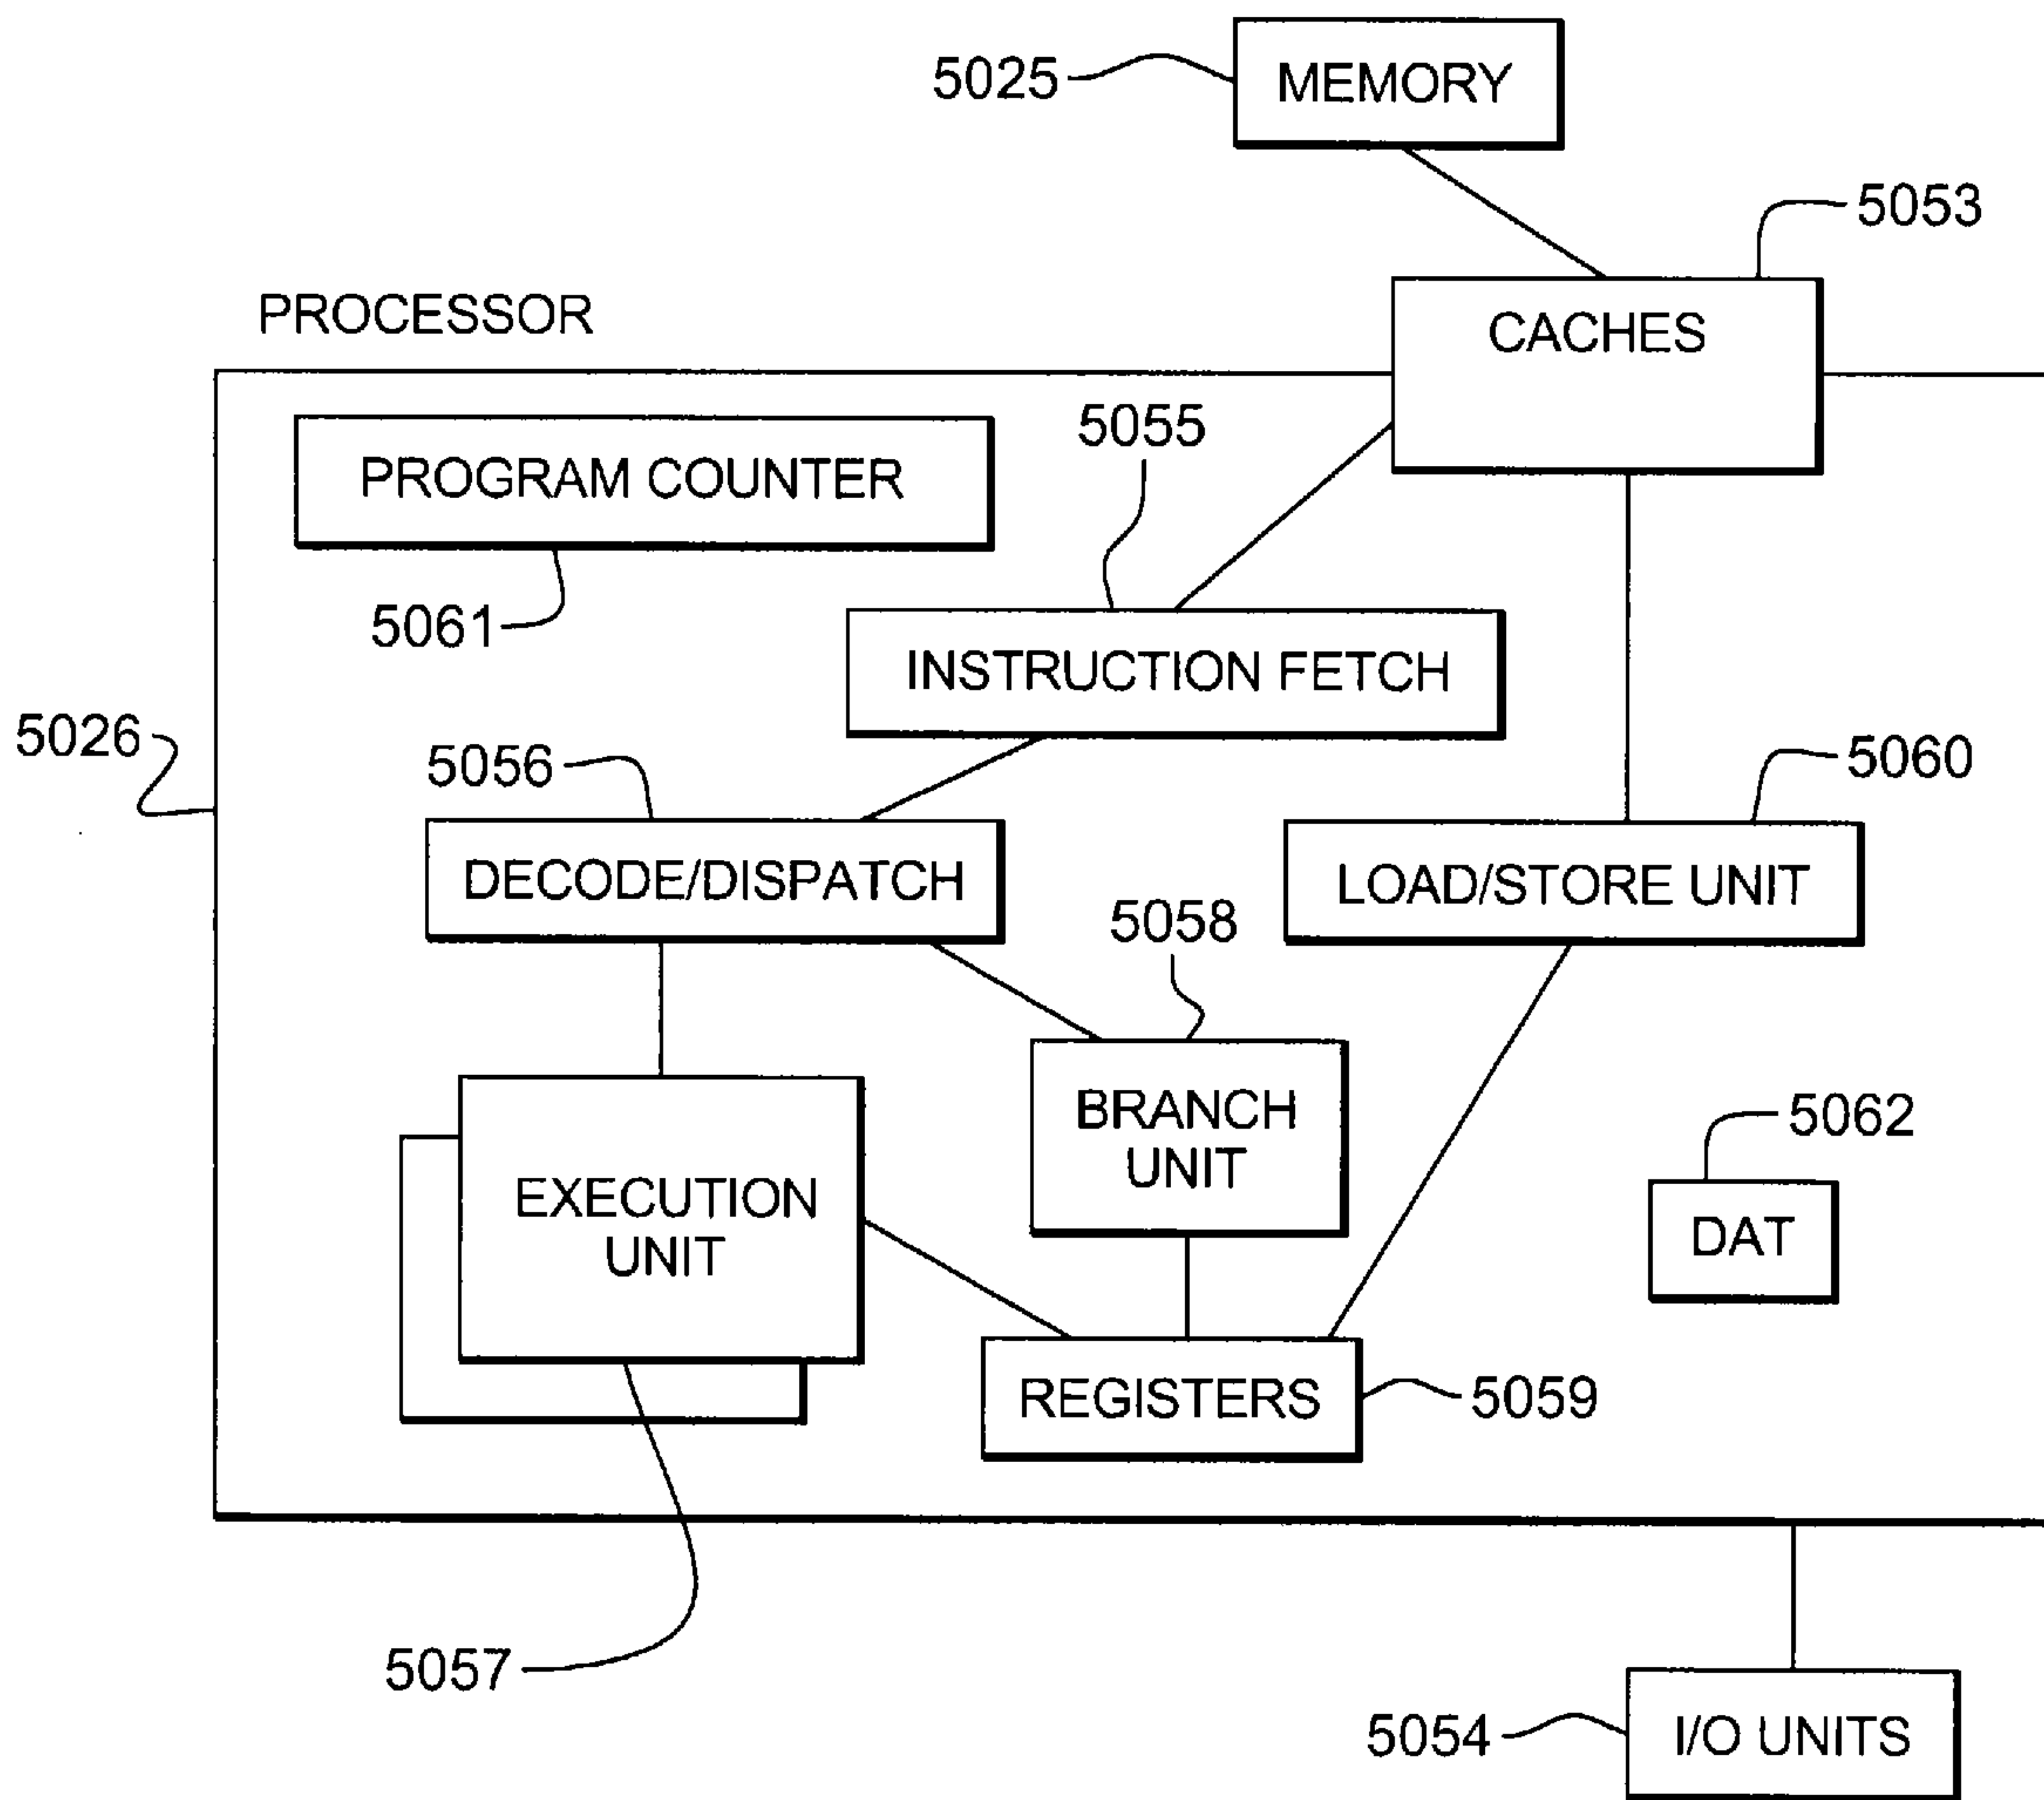 5025
MEMORY
5053
PROCESSOR
CACHES
5055
PROGRAM COUNTER
5061
INSTRUCTION FETCH
5026
5056
5060
DECODE/DISPATCH
LOAD/STORE UNIT
5058
BRANCH
UNIT
5062
EXECUTION
UNIT
DAT
REGISTERS
5059
5057
5054
I/O UNITS